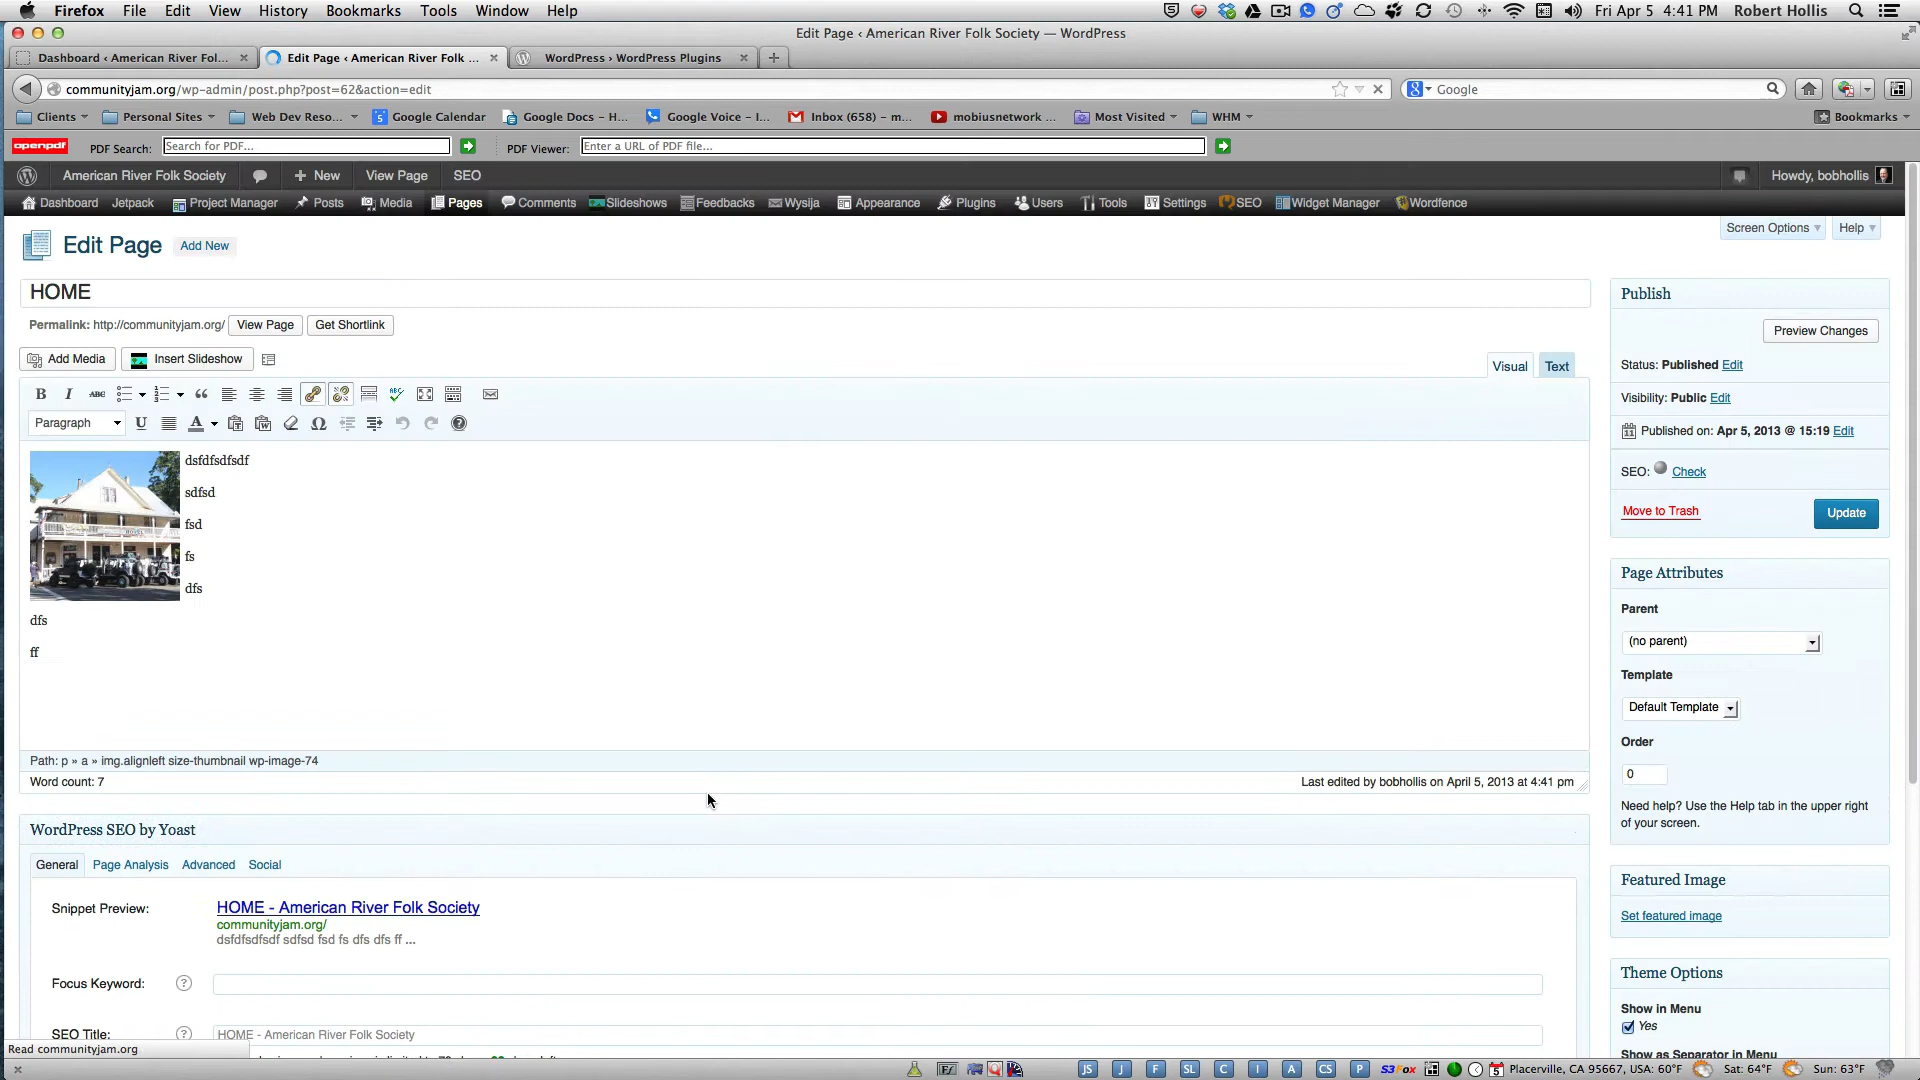 Firefox File Edit View History Bookmarks Tools Window Help Fri Apr 5 4:41 PM Robert Hollis
Edit Page ‹ American River Folk Society — WordPress
Dashboard ‹ American River Fol... Edit Page ‹ American River Folk ... WordPress › WordPress Plugins
communityjam.org/wp-admin/post.php?post=62&action=edit Google
Clients Personal Sites Web Dev Reso... Google Calendar Google Docs – H... Google Voice – I... Inbox (658) – m... mobiusnetwork ... Most Visited WHM Bookmarks
openpdf PDF Search: Search for PDF... PDF Viewer: Enter a URL of PDF file...
American River Folk Society New View Page SEO Howdy, bobhollis
Dashboard Jetpack Project Manager Posts Media Pages Comments Slideshows Feedbacks Wysija Appearance Plugins Users Tools Settings SEO Widget Manager Wordfence
Edit Page Add New Screen Options Help
HOME
Permalink: http://communityjam.org/ View Page Get Shortlink
Add Media Insert Slideshow Visual Text
B I ABC
Paragraph U A
dsfdfsdfsdf
sdfsd
fsd
fs
dfs
dfs
ff
Path: p » a » img.alignleft size-thumbnail wp-image-74
Word count: 7 Last edited by bobhollis on April 5, 2013 at 4:41 pm
WordPress SEO by Yoast
General Page Analysis Advanced Social
Snippet Preview: HOME - American River Folk Society
communityjam.org/
dsfdfsdfsdf sdfsd fsd fs dfs dfs ff ...
Focus Keyword:
SEO Title: HOME - American River Folk Society
Publish
Preview Changes
Status: Published Edit
Visibility: Public Edit
Published on: Apr 5, 2013 @ 15:19 Edit
SEO: Check
Move to Trash Update
Page Attributes
Parent
(no parent)
Template
Default Template
Order
0
Need help? Use the Help tab in the upper right
of your screen.
Featured Image
Set featured image
Theme Options
Show in Menu
Yes
Show as Separator in Menu
Read communityjam.org
JS J F SL C I A CS P S3Fox Placerville, CA 95667, USA: 60°F Sat: 64°F Sun: 63°F